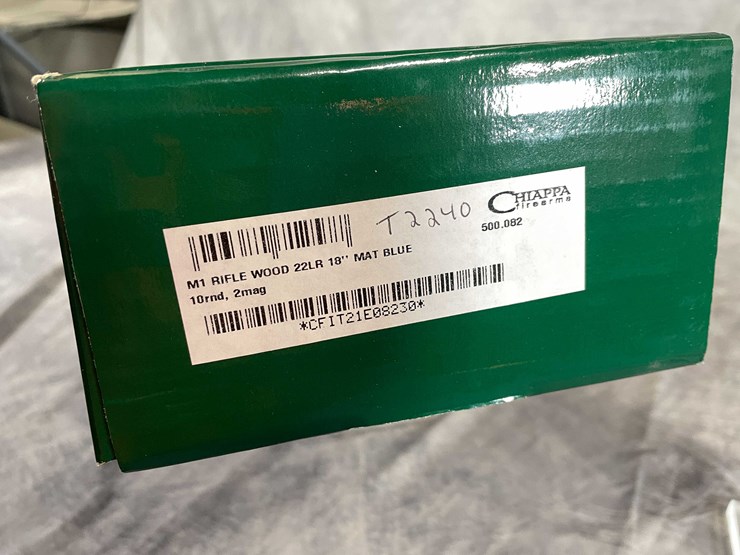 T2240
CHIAPPA
firearms
500.082
M1 RIFLE WOOD 22LR 18'' MAT BLUE
10rnd, 2mag
*CFIT21E08230*